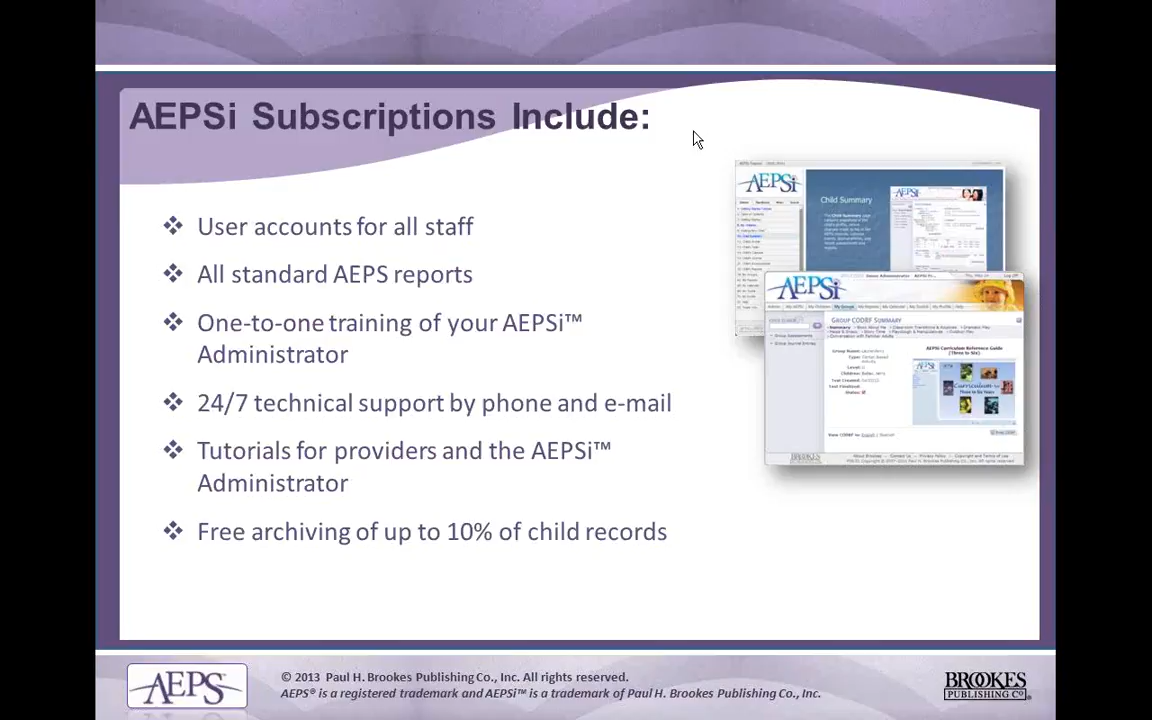 AEPSi Subscriptions Include:
User accounts for all staff
All standard AEPS reports
One-to-one training of your AEPSi™
Administrator
24/7 technical support by phone and e-mail
Tutorials for providers and the AEPSi™
Administrator
Free archiving of up to 10% of child records
AEPSi
Child Summary
AEPSi
GROUP CODRF SUMMARY
AEPSi Curriculum Reference Guide
(Three to Six)
AEPS
© 2013 Paul H. Brookes Publishing Co., Inc. All rights reserved.
AEPS® is a registered trademark and AEPSi™ is a trademark of Paul H. Brookes Publishing Co., Inc.
BROOKES
PUBLISHING CO